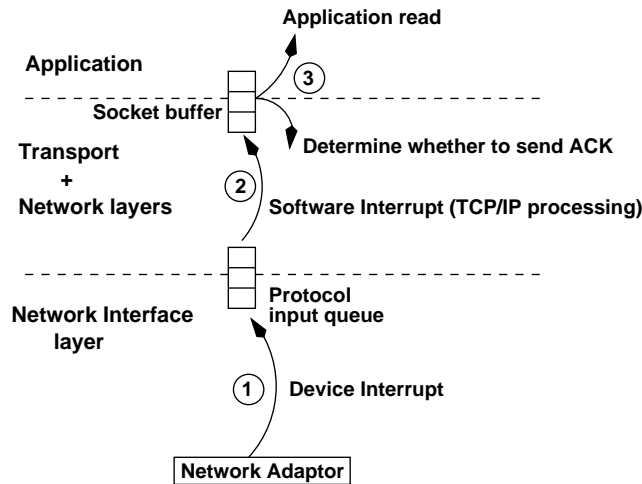 Application read
Application
3
Socket buffer
Determine whether to send ACK
Transport
+
Network layers
2
Software Interrupt (TCP/IP processing)
Protocol
input queue
Network Interface
layer
1
Device Interrupt
Network Adaptor